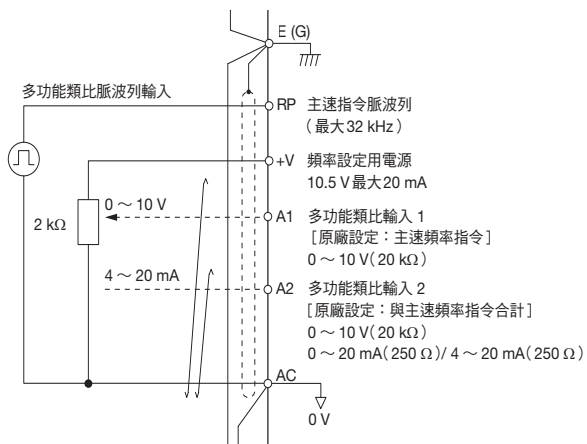 E (G)
多功能類比脈波列輸入
RP 主速指令脈波列
(最大32 kHz)
+V 頻率設定用電源
10.5 V最大20 mA
2 kΩ
0～10 V
A1 多功能類比輸入 1
[原廠設定：主速頻率指令]
0～10 V(20 kΩ)
4～20 mA
A2 多功能類比輸入 2
[原廠設定：與主速頻率指令合計]
0～10 V(20 kΩ)
0～20 mA(250 Ω)/ 4～20 mA(250 Ω)
AC
0 V